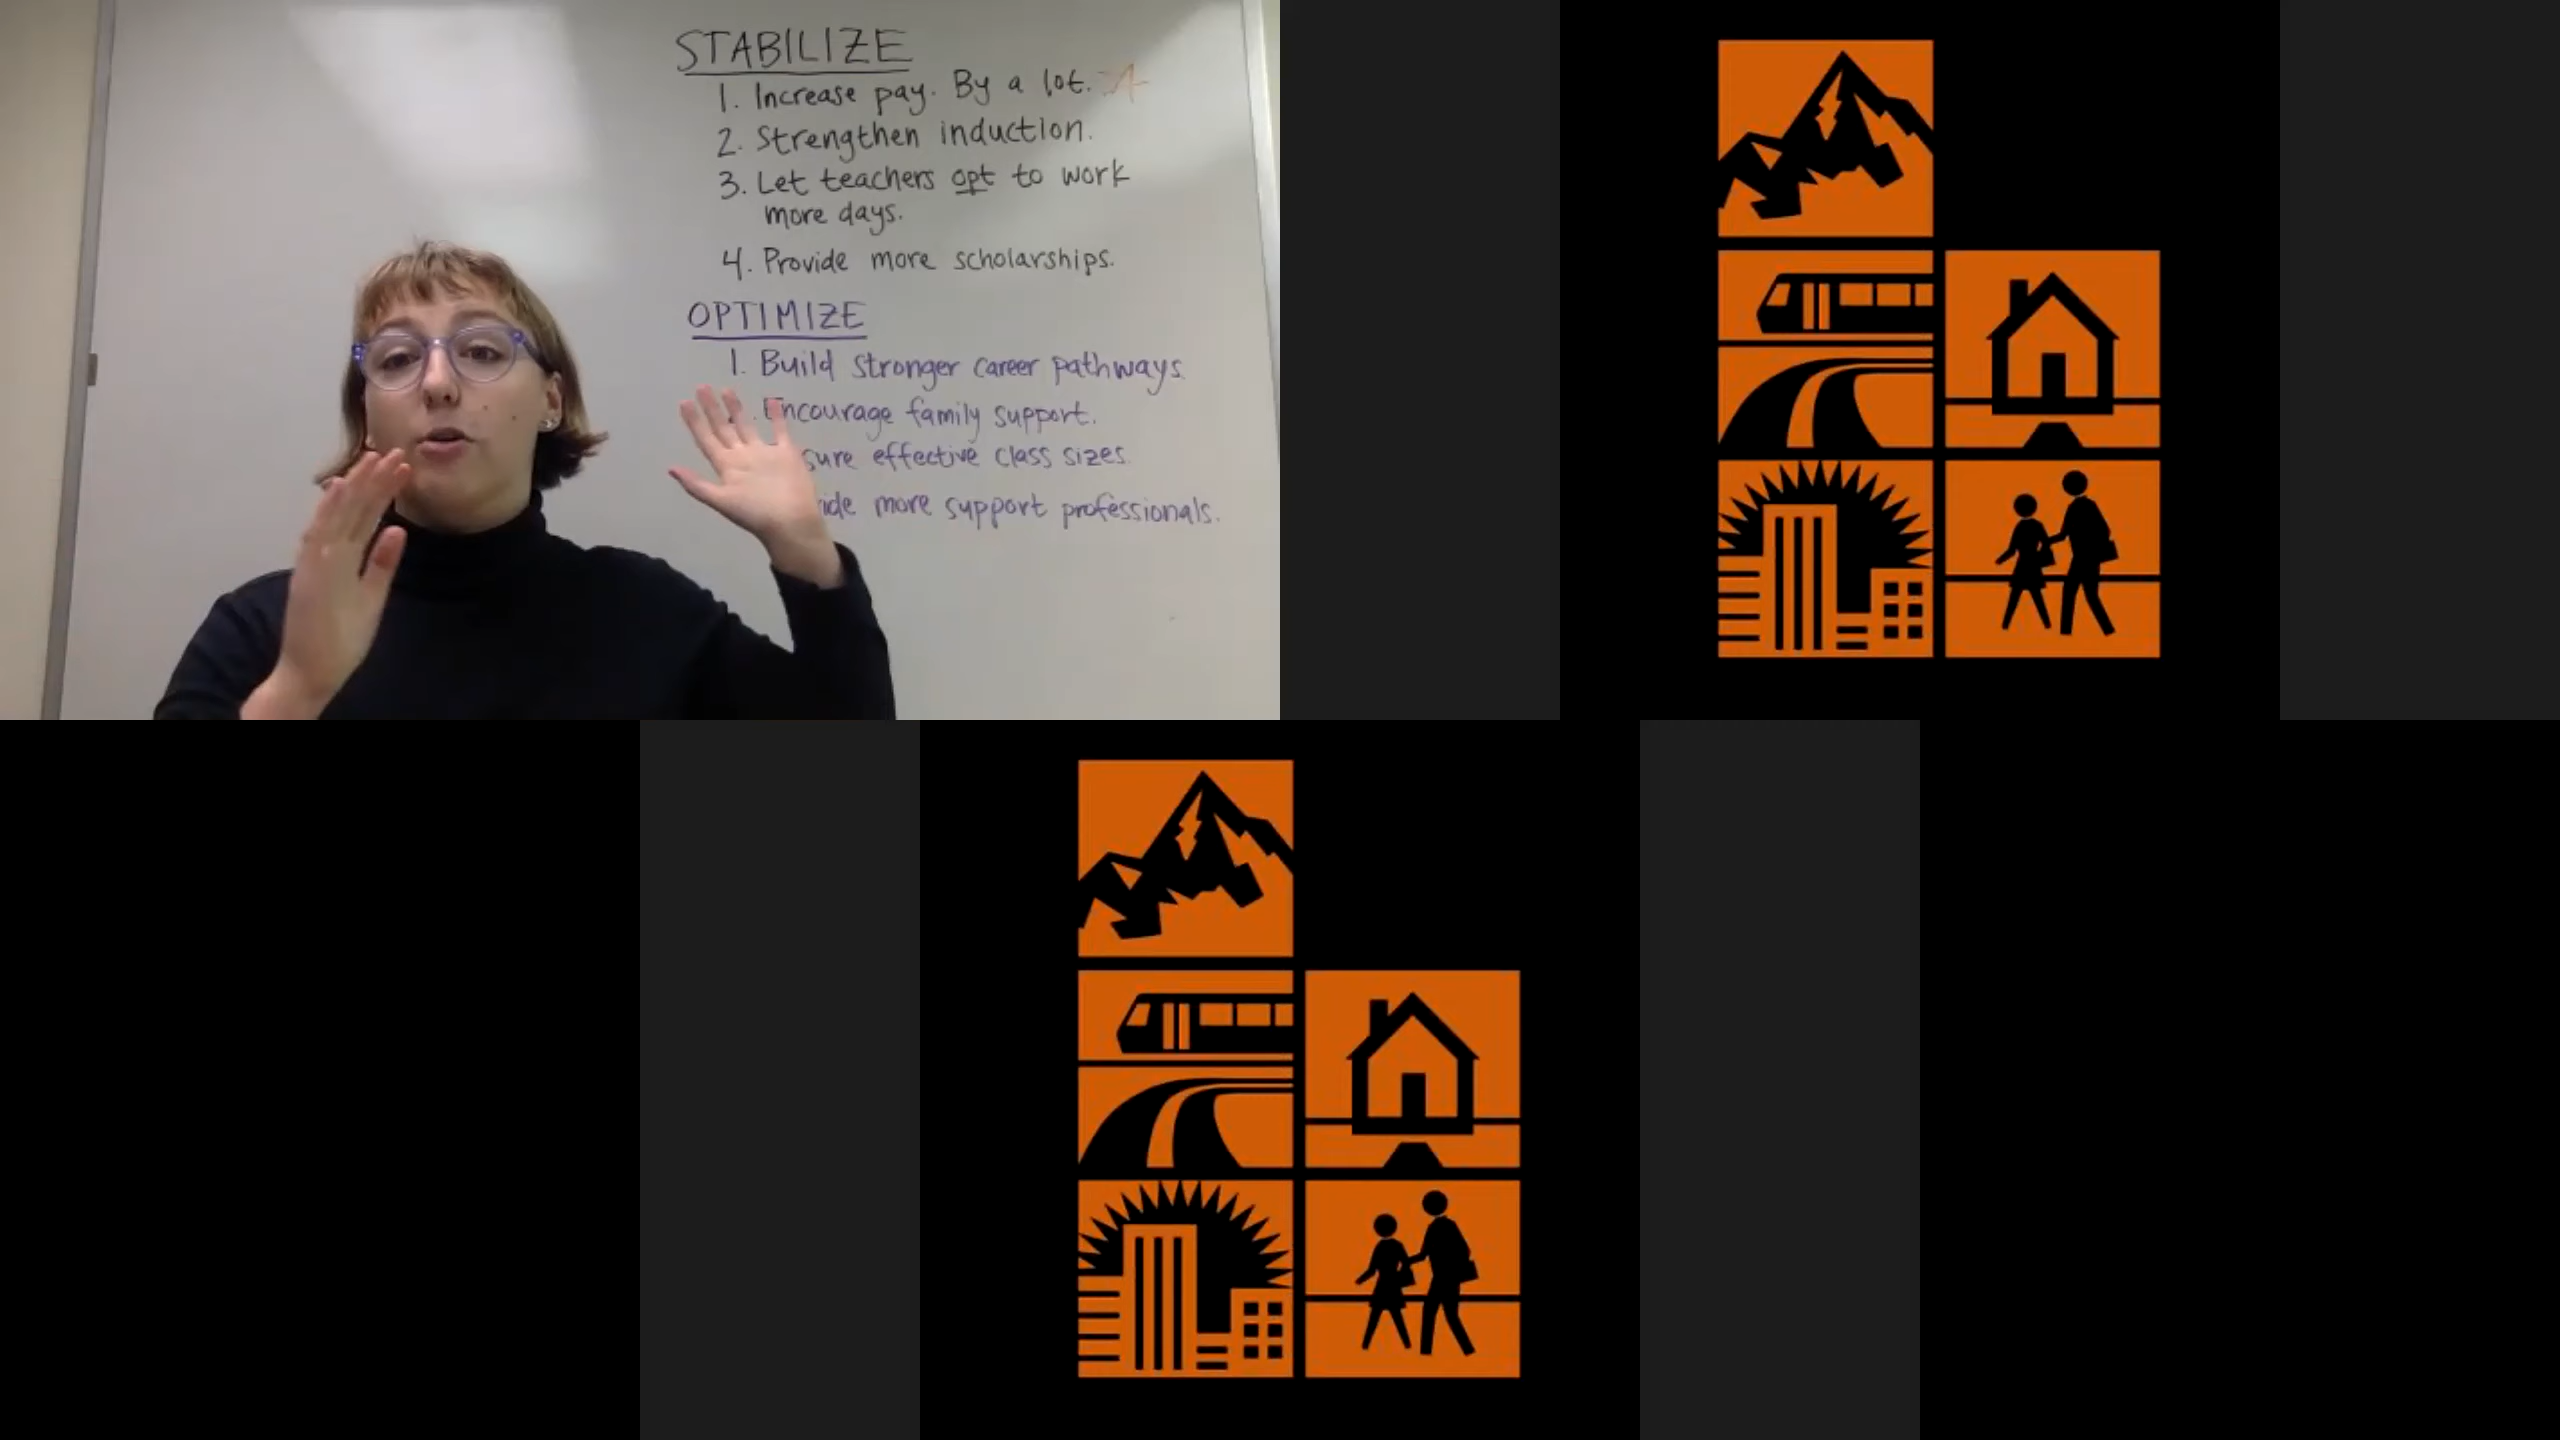 STABILIZE
1. Increase pay. By a lot.
2. Strengthen induction.
3. Let teachers opt to work
more days.
4. Provide more scholarships.
OPTIMIZE
1. Build stronger career pathways.
Encourage family support.
effective class sizes.
more support professionals.